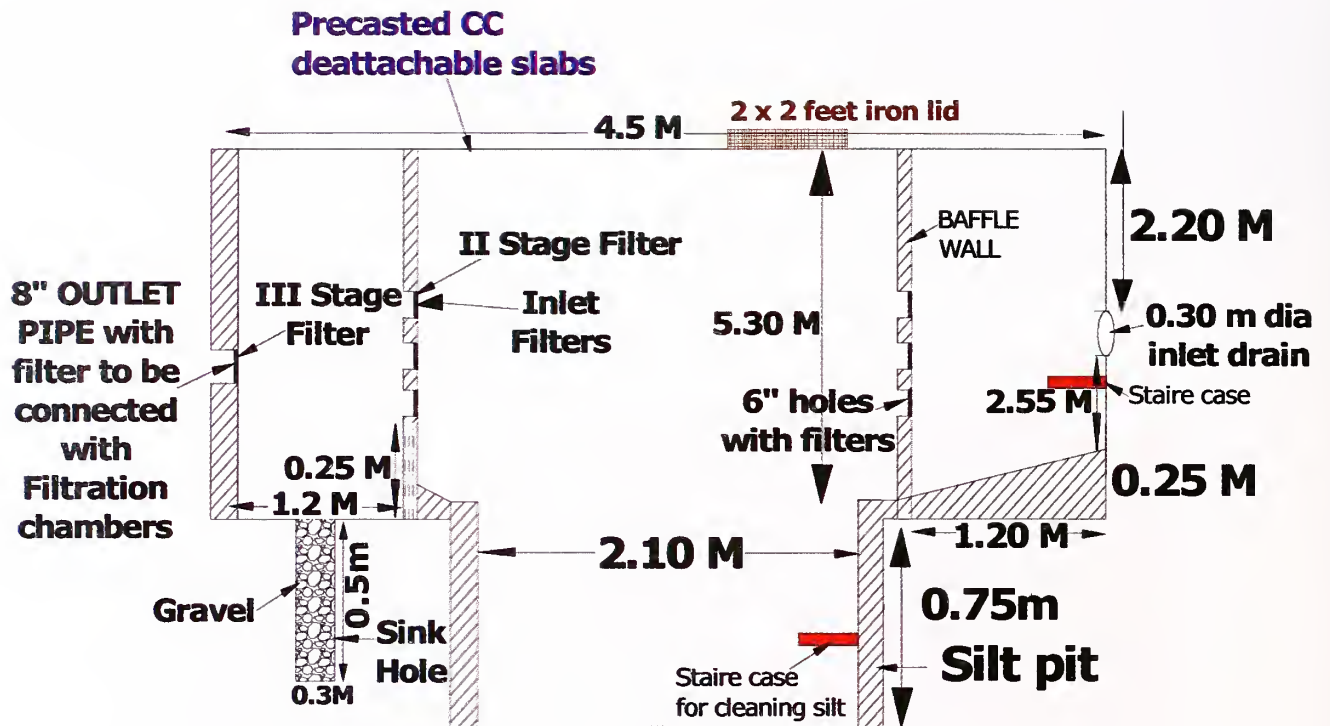 Precasted CC
deattachable slabs
4.5 M
2 x 2 feet iron lid
BAFFLE
WALL
2.20 M
II Stage Filter
Inlet
Filters
III Stage
Filter
8" OUTLET
PIPE with
filter to be
connected
with
Filtration
chambers
5.30 M
0.30 m dia
inlet drain
Staire case
2.55 M
6" holes
with filters
0.25 M
1.2 M
0.25 M
1.20 M
2.10 M
0.5m
Gravel
Sink
Hole
0.3M
0.75m
Silt pit
Staire case
for cleaning silt